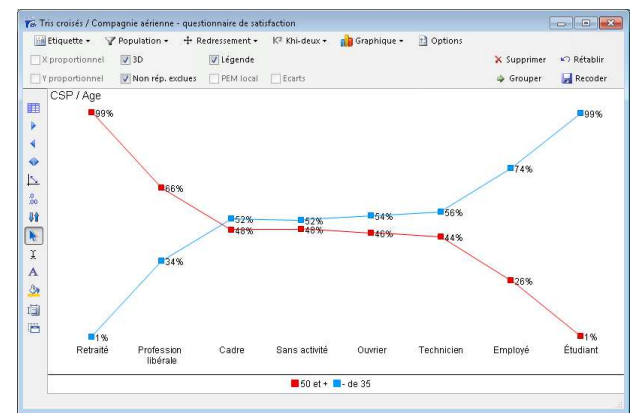 Tris croisés / Compagnie aérienne - questionnaire de satisfaction
Etiquette Population Redressement K² Khi-deux Graphique Options
X proportionnel 3D Légende Supprimer Rétablir
Y proportionnel Non rép. exclues PEM local Ecarts Grouper Recoder
CSP / Age
99% 99%
74%
66%
52% 52% 54% 56%
48% 48% 46% 44%
34%
26%
1% 1%
Retraité Profession libérale Cadre Sans activité Ouvrier Technicien Employé Étudiant
50 et + - de 35